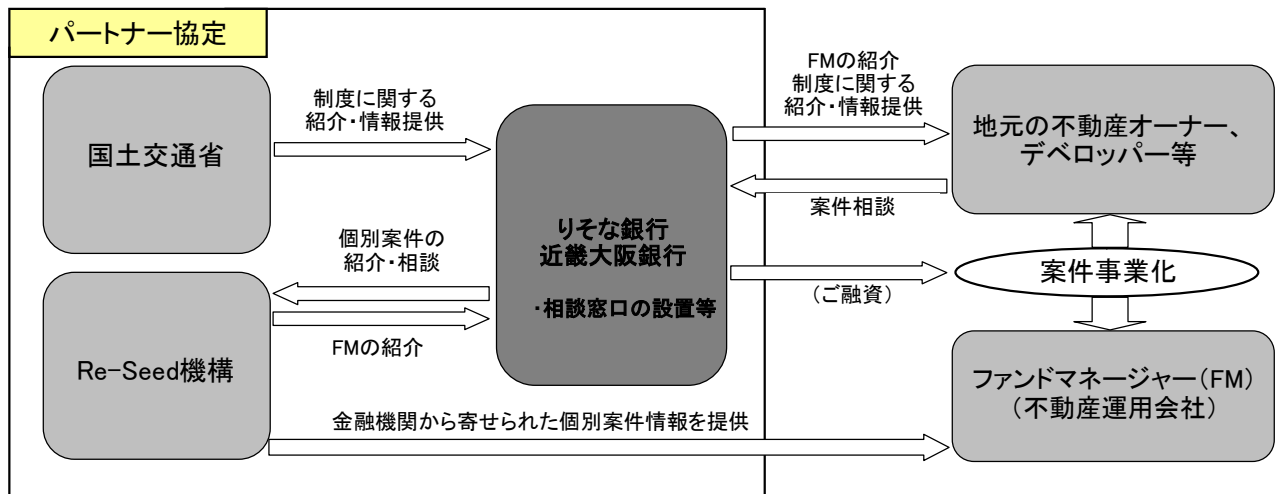 パートナー協定
国土交通省
制度に関する
紹介・情報提供
りそな銀行
近畿大阪銀行
・相談窓口の設置等
FMの紹介
制度に関する
紹介・情報提供
地元の不動産オーナー、
デベロッパー等
案件相談
個別案件の
紹介・相談
FMの紹介
(ご融資)
案件事業化
Re-Seed機構
ファンドマネージャー(FM)
(不動産運用会社)
金融機関から寄せられた個別案件情報を提供